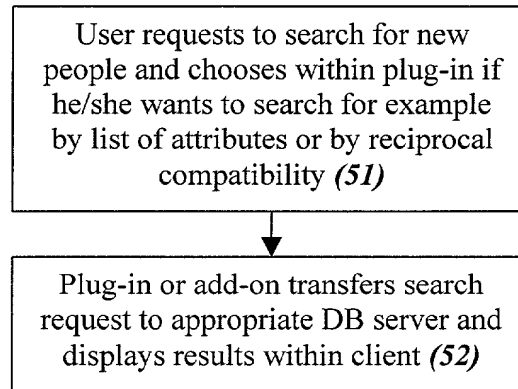 User requests to search for new
people and chooses within plug-in if
he/she wants to search for example
by list of attributes or by reciprocal
compatibility (51)
Plug-in or add-on transfers search
request to appropriate DB server and
displays results within client (52)